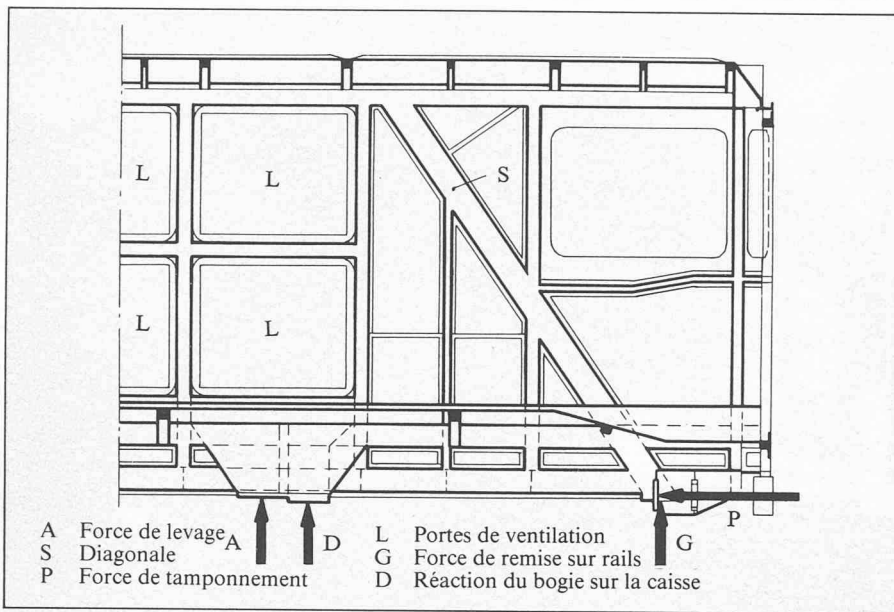 L
L
S
L
L
P
A
D
G
A Force de levage
S Diagonale
P Force de tamponnement
L Portes de ventilation
G Force de remise sur rails
D Réaction du bogie sur la caisse